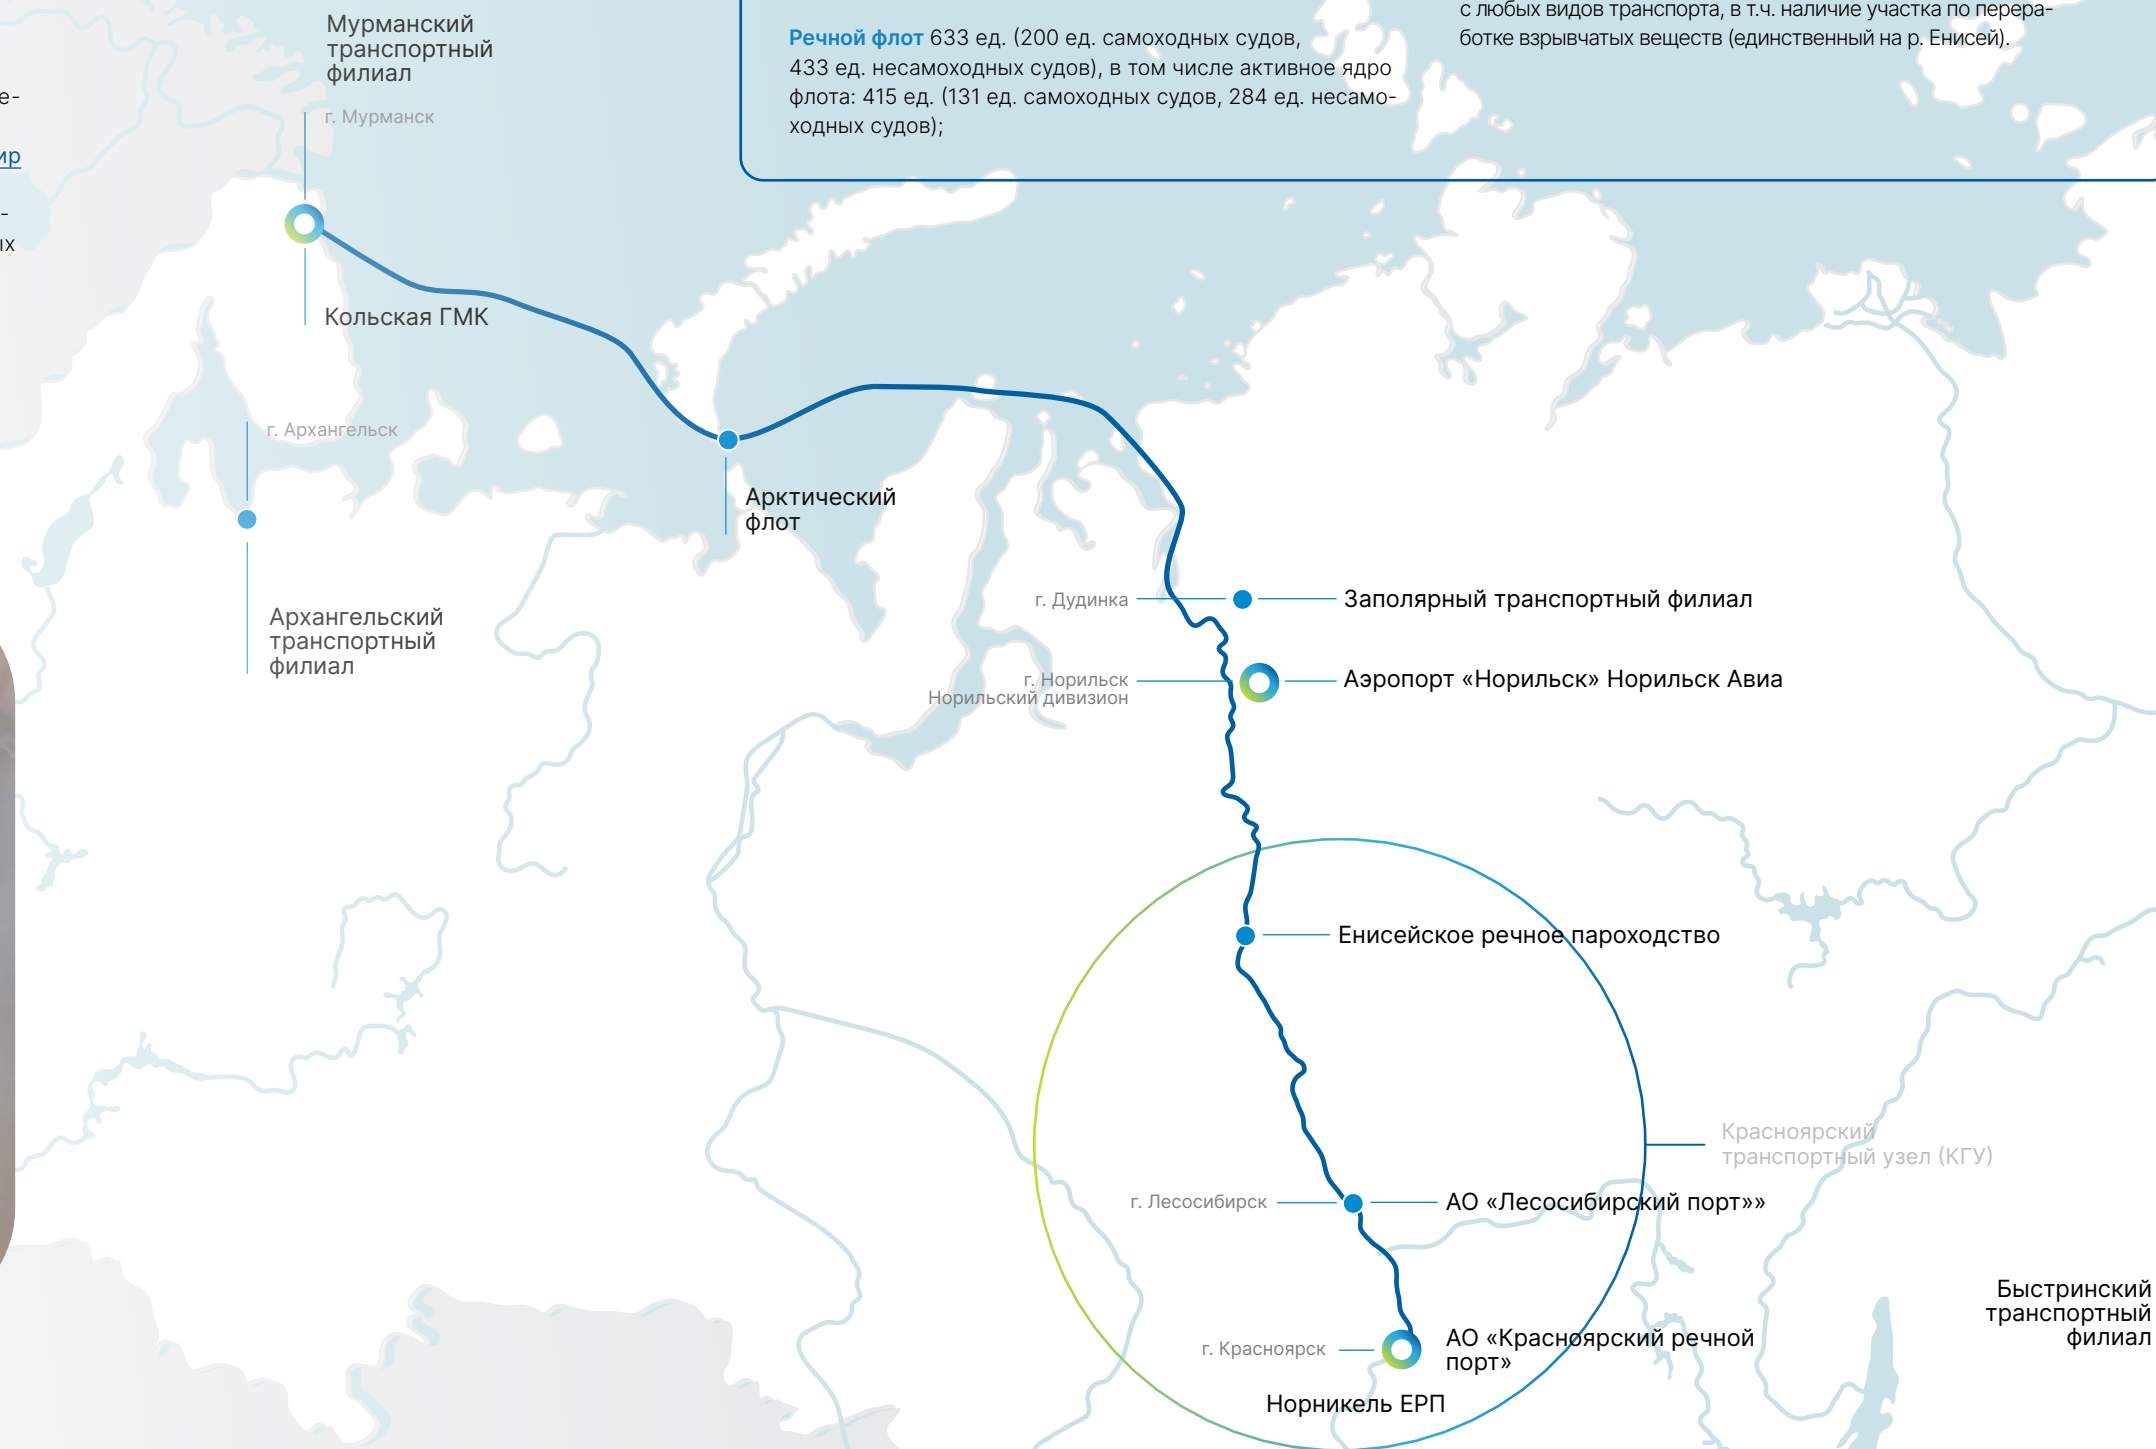 Мурманский
транспортный
филиал
г. Мурманск
Кольская ГМК
Речной флот 633 ед. (200 ед. самоходных судов,
433 ед. несамоходных судов), в том числе активное ядро
флота: 415 ед. (131 ед. самоходных судов, 284 ед. несамо-
ходных судов);
с любых видов транспорта, в т.ч. наличие участка по перера-
ботке взрывчатых веществ (единственный на р. Енисей).
г. Архангельск
Архангельский
транспортный
филиал
Арктический
флот
г. Дудинка
Заполярный транспортный филиал
г. Норильск
Норильский дивизион
Аэропорт «Норильск» Норильск Авиа
Енисейское речное пароходство
Красноярский
транспортный узел (КГУ)
г. Лесосибирск
АО «Лесосибирский порт»»
г. Красноярск
АО «Красноярский речной
порт»
Норникель ЕРП
Быстринский
транспортный
филиал